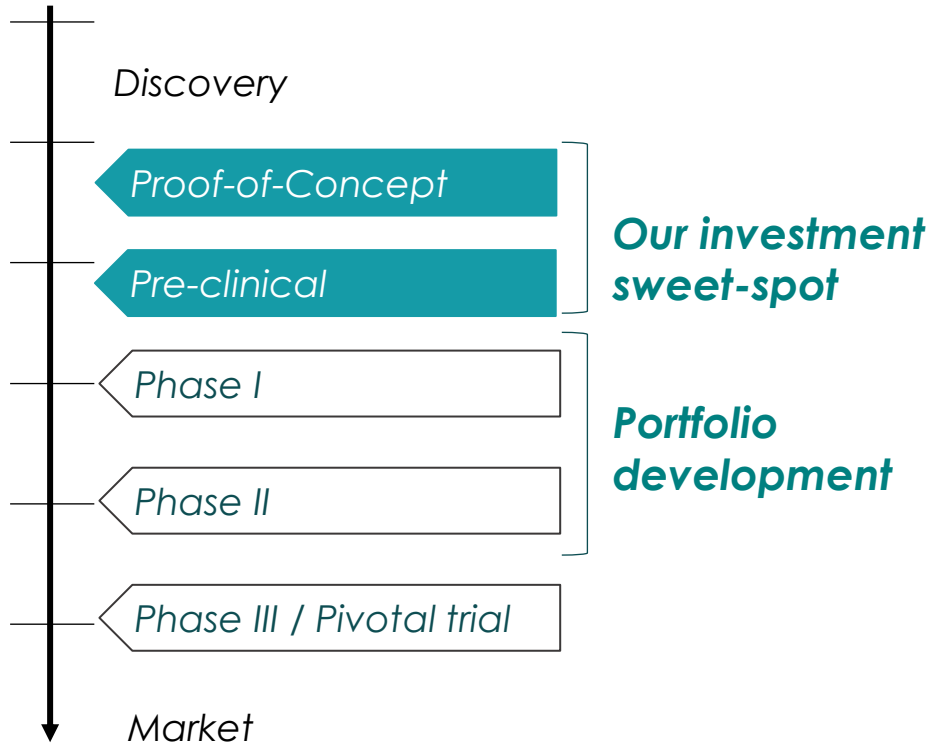 Discovery
Proof-of-Concept
Pre-clinical
Our investment
sweet-spot
Phase I
Phase II
Portfolio
development
Phase III / Pivotal trial
Market